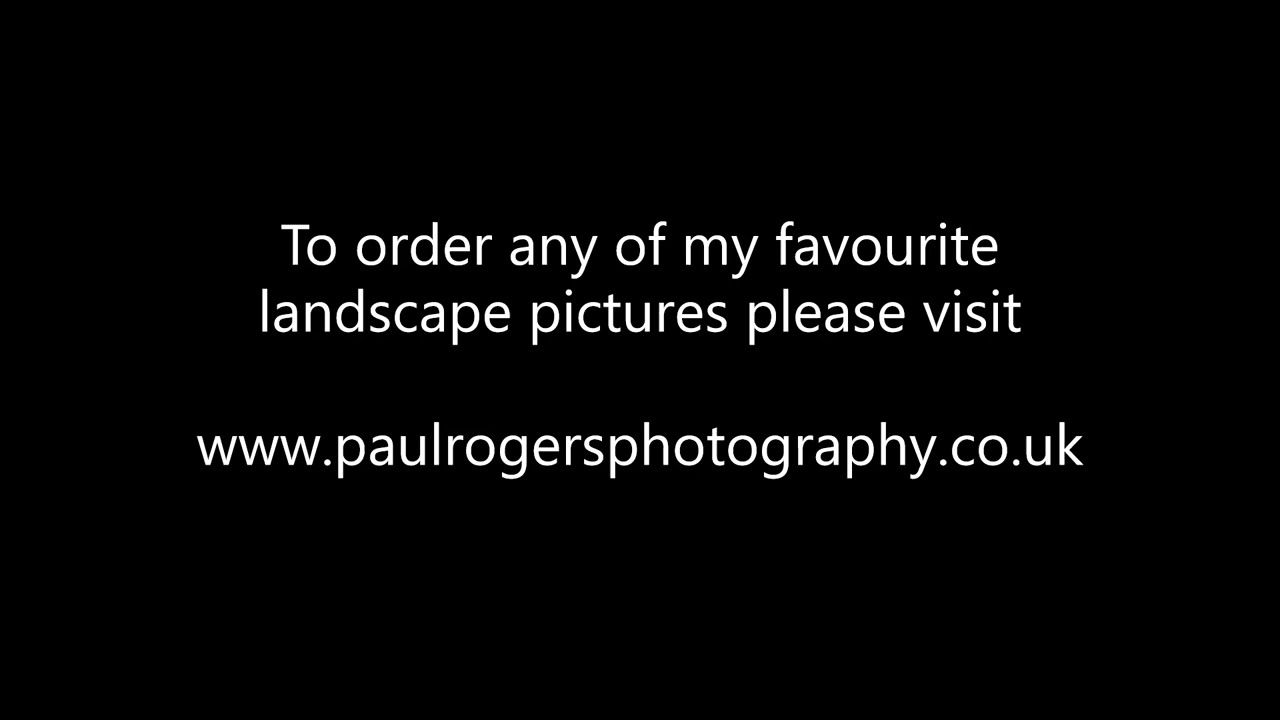 To order any of my favourite
landscape pictures please visit
www.paulrogersphotography.co.uk